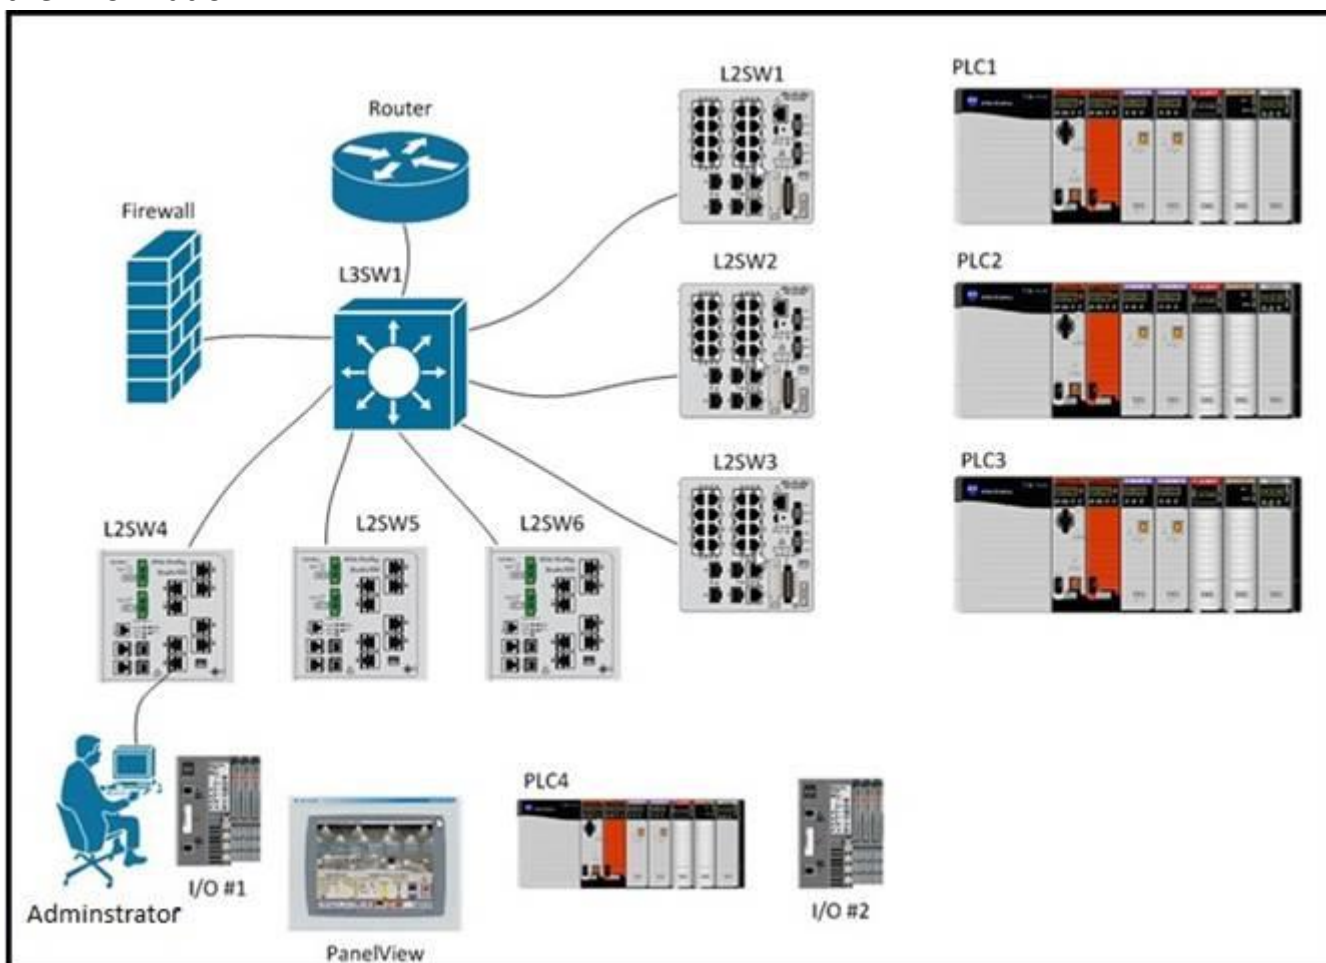 Router
L2SW1
PLC1
Firewall
L3SW1
L2SW2
PLC2
L2SW3
PLC3
L2SW4
L2SW5
L2SW6
PLC4
I/O #1
I/O #2
Adminstrator
PanelView